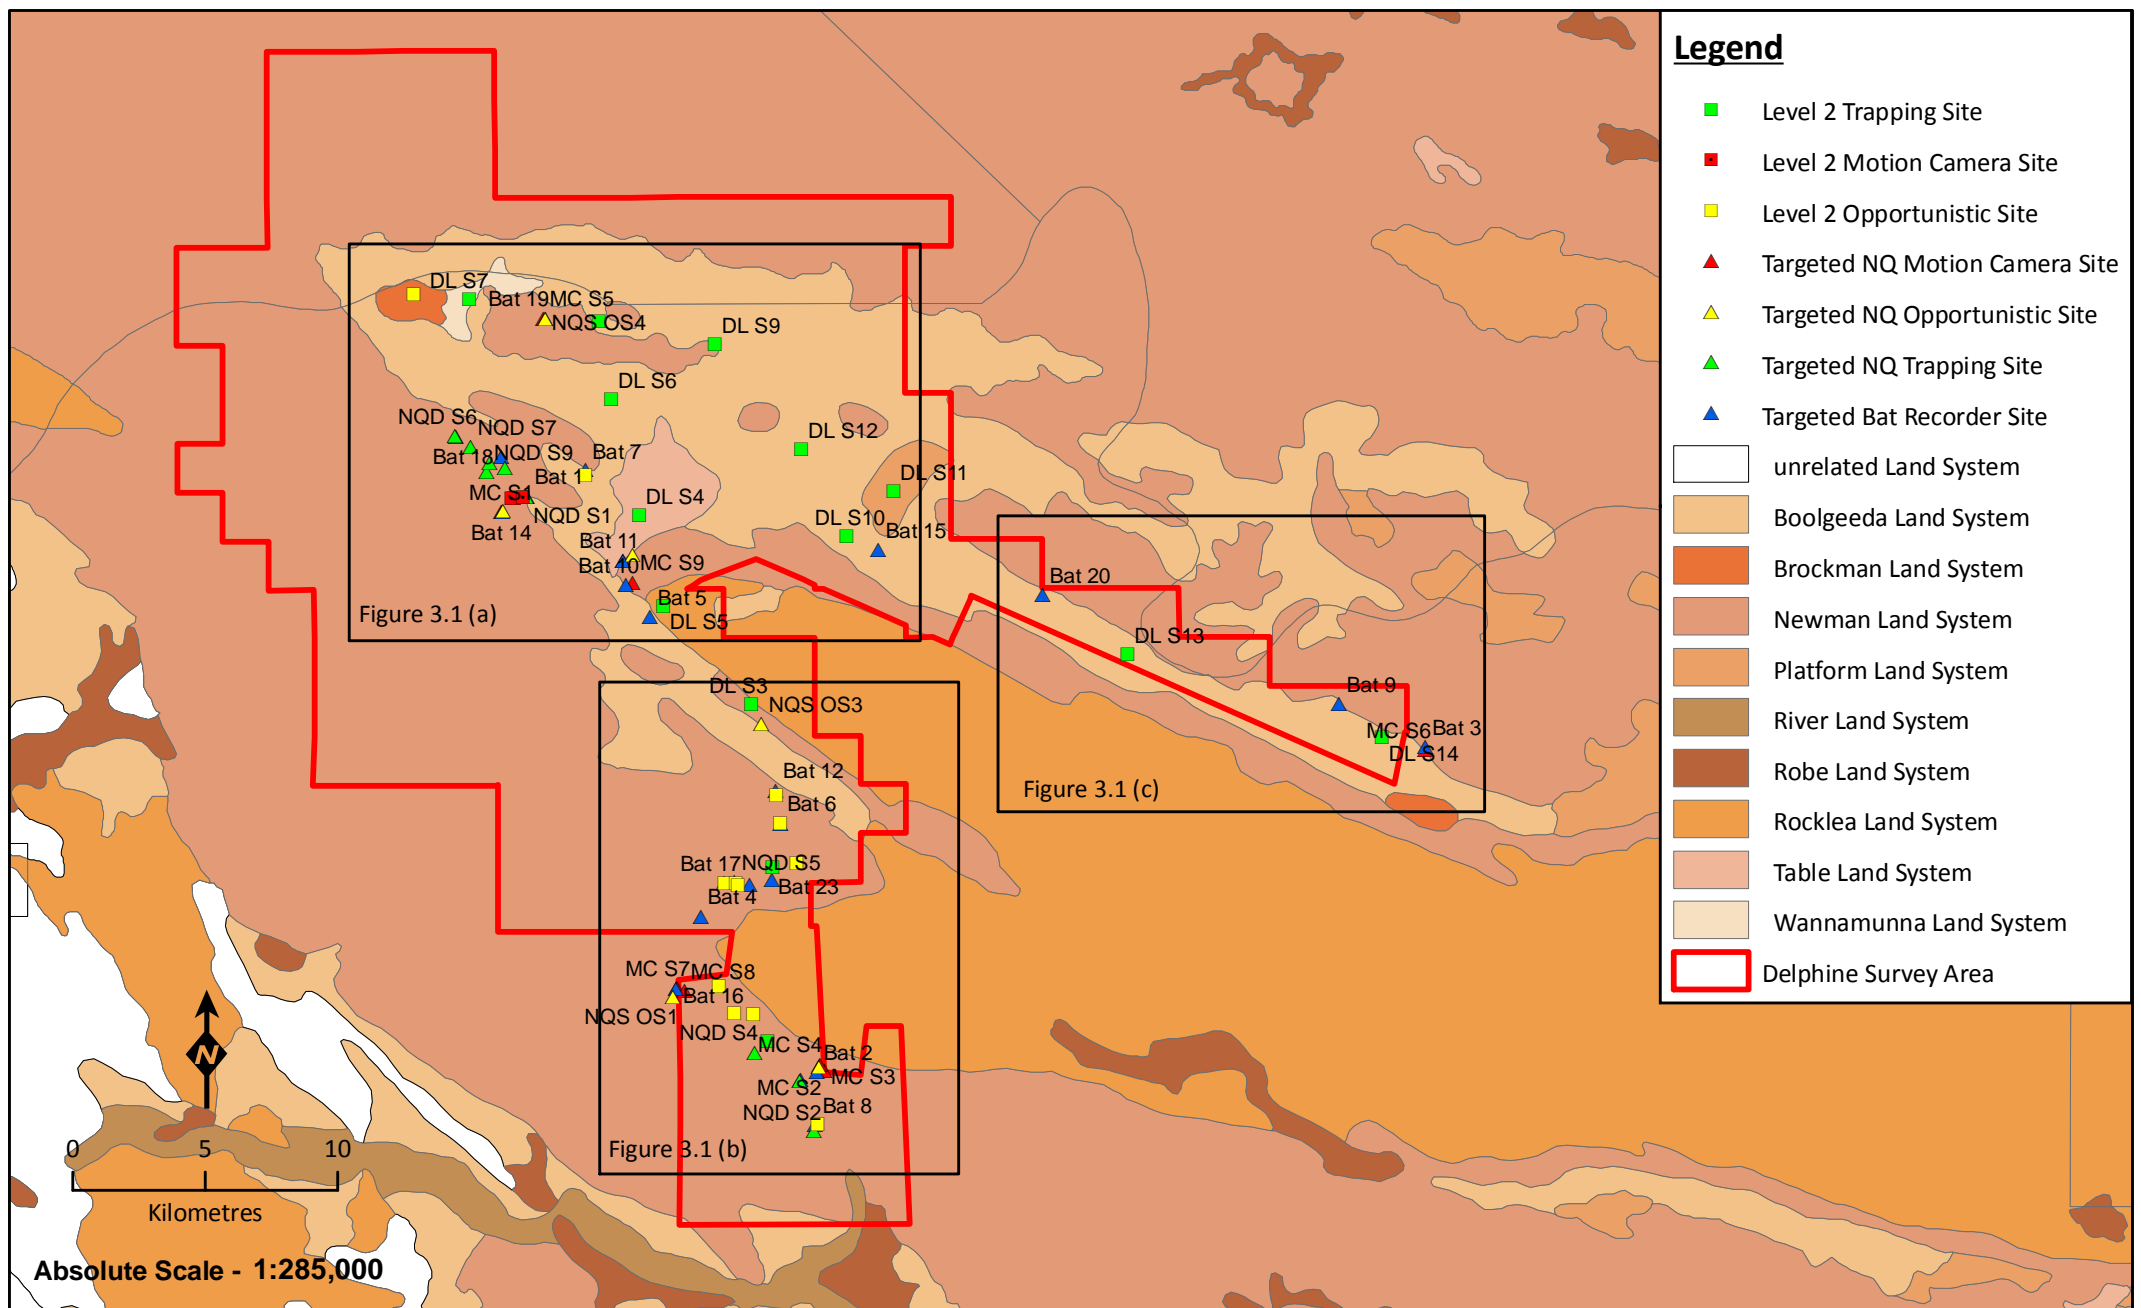 Legend
Level 2 Trapping Site
Level 2 Motion Camera Site
Level 2 Opportunistic Site
Targeted NQ Motion Camera Site
Targeted NQ Opportunistic Site
Targeted NQ Trapping Site
Targeted Bat Recorder Site
unrelated Land System
Boolgeeda Land System
Brockman Land System
Newman Land System
Platform Land System
River Land System
Robe Land System
Rocklea Land System
Table Land System
Wannamunna Land System
Delphine Survey Area
DL S7
Bat 19
MC S5
NQS OS4
DL S9
DL S6
NQD S6
NQD S7
Bat 18
NQD S9
Bat 7
Bat 1
MC S1
NQD S1
Bat 14
DL S4
DL S12
DL S11
DL S10
Bat 15
Bat 11
Bat 10
MC S9
Bat 5
DL S5
Figure 3.1 (a)
Bat 20
DL S13
Bat 9
MC S6
Bat 3
DL S14
Figure 3.1 (c)
DL S3
NQS OS3
Bat 12
Bat 6
Bat 17
NQD S5
Bat 23
Bat 4
MC S7
MC S8
Bat 16
NQS OS1
NQD S4
MC S4
Bat 2
MC S3
MC S2
NQD S2
Bat 8
Figure 3.1 (b)
N
0 5 10
Kilometres
Absolute Scale - 1:285,000